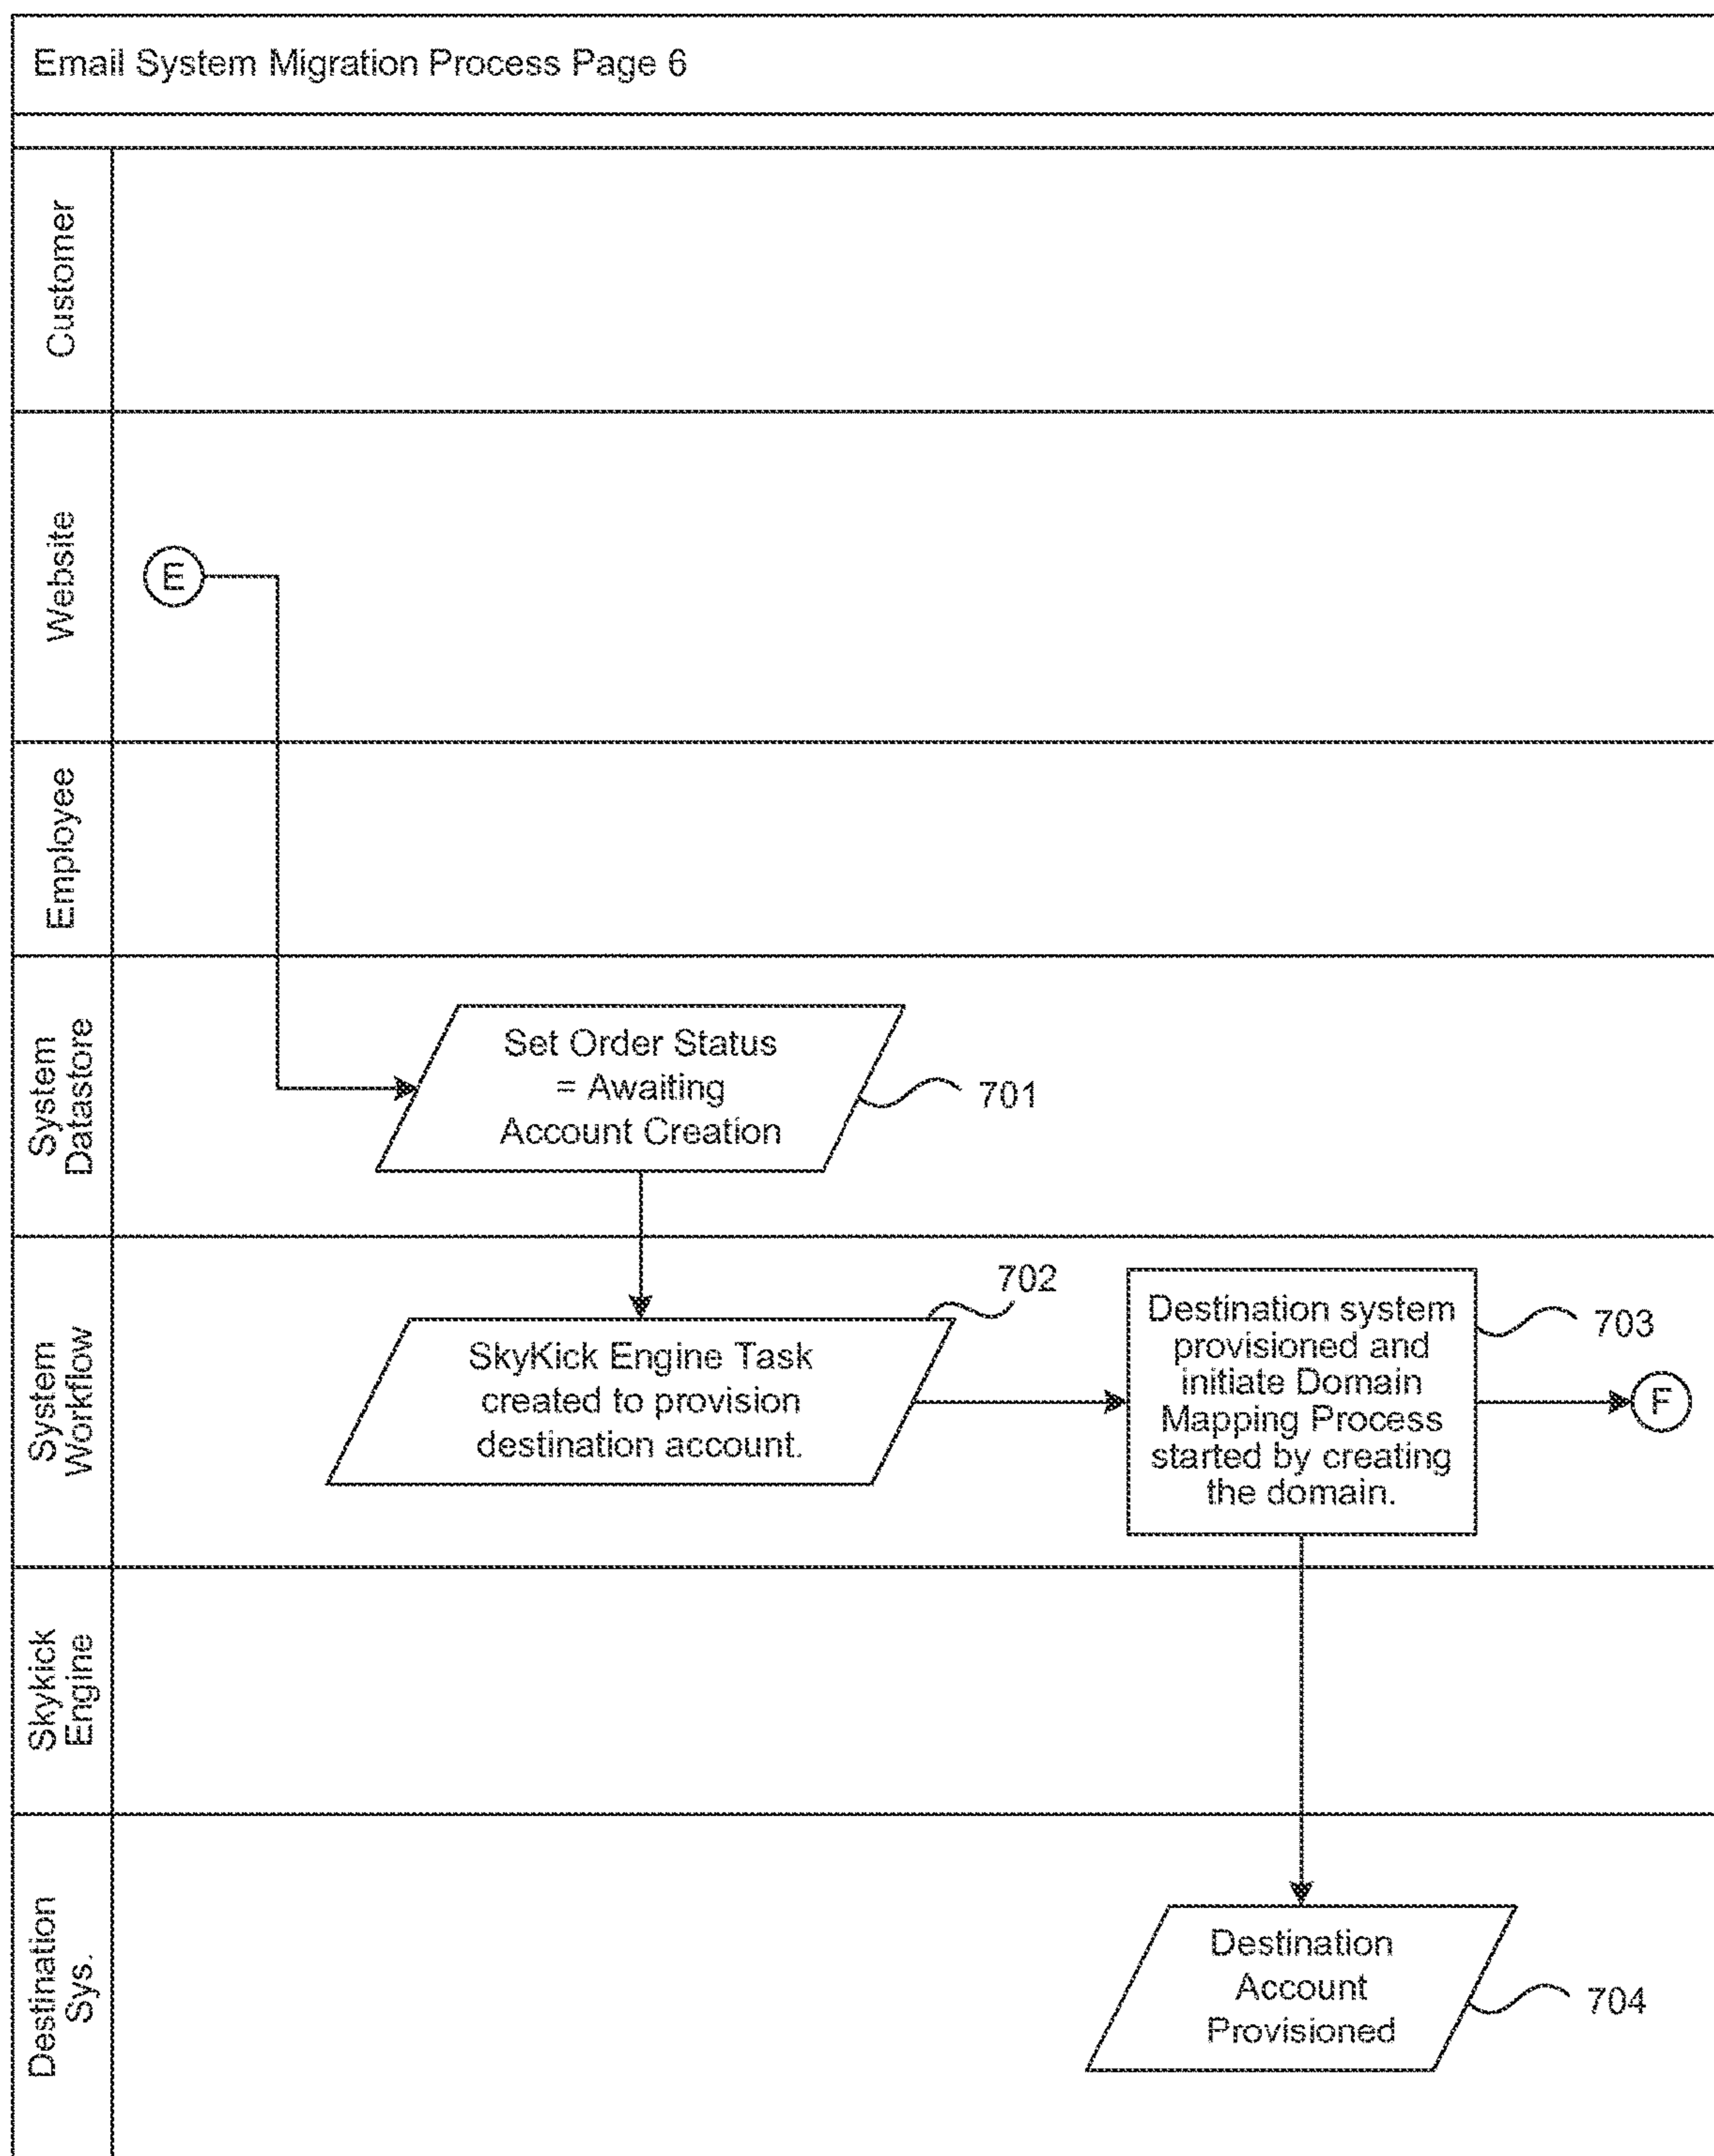 Email System Migration Process Page 6
Customer
Website
E
Employee
System
Datastore
Set Order Status
= Awaiting
Account Creation
701
System
Workflow
702
SkyKick Engine Task
created to provision
destination account.
Destination system
provisioned and
initiate Domain
Mapping Process
started by creating
the domain.
703
F
Skykick
Engine
Destination
Sys.
Destination
Account
Provisioned
704